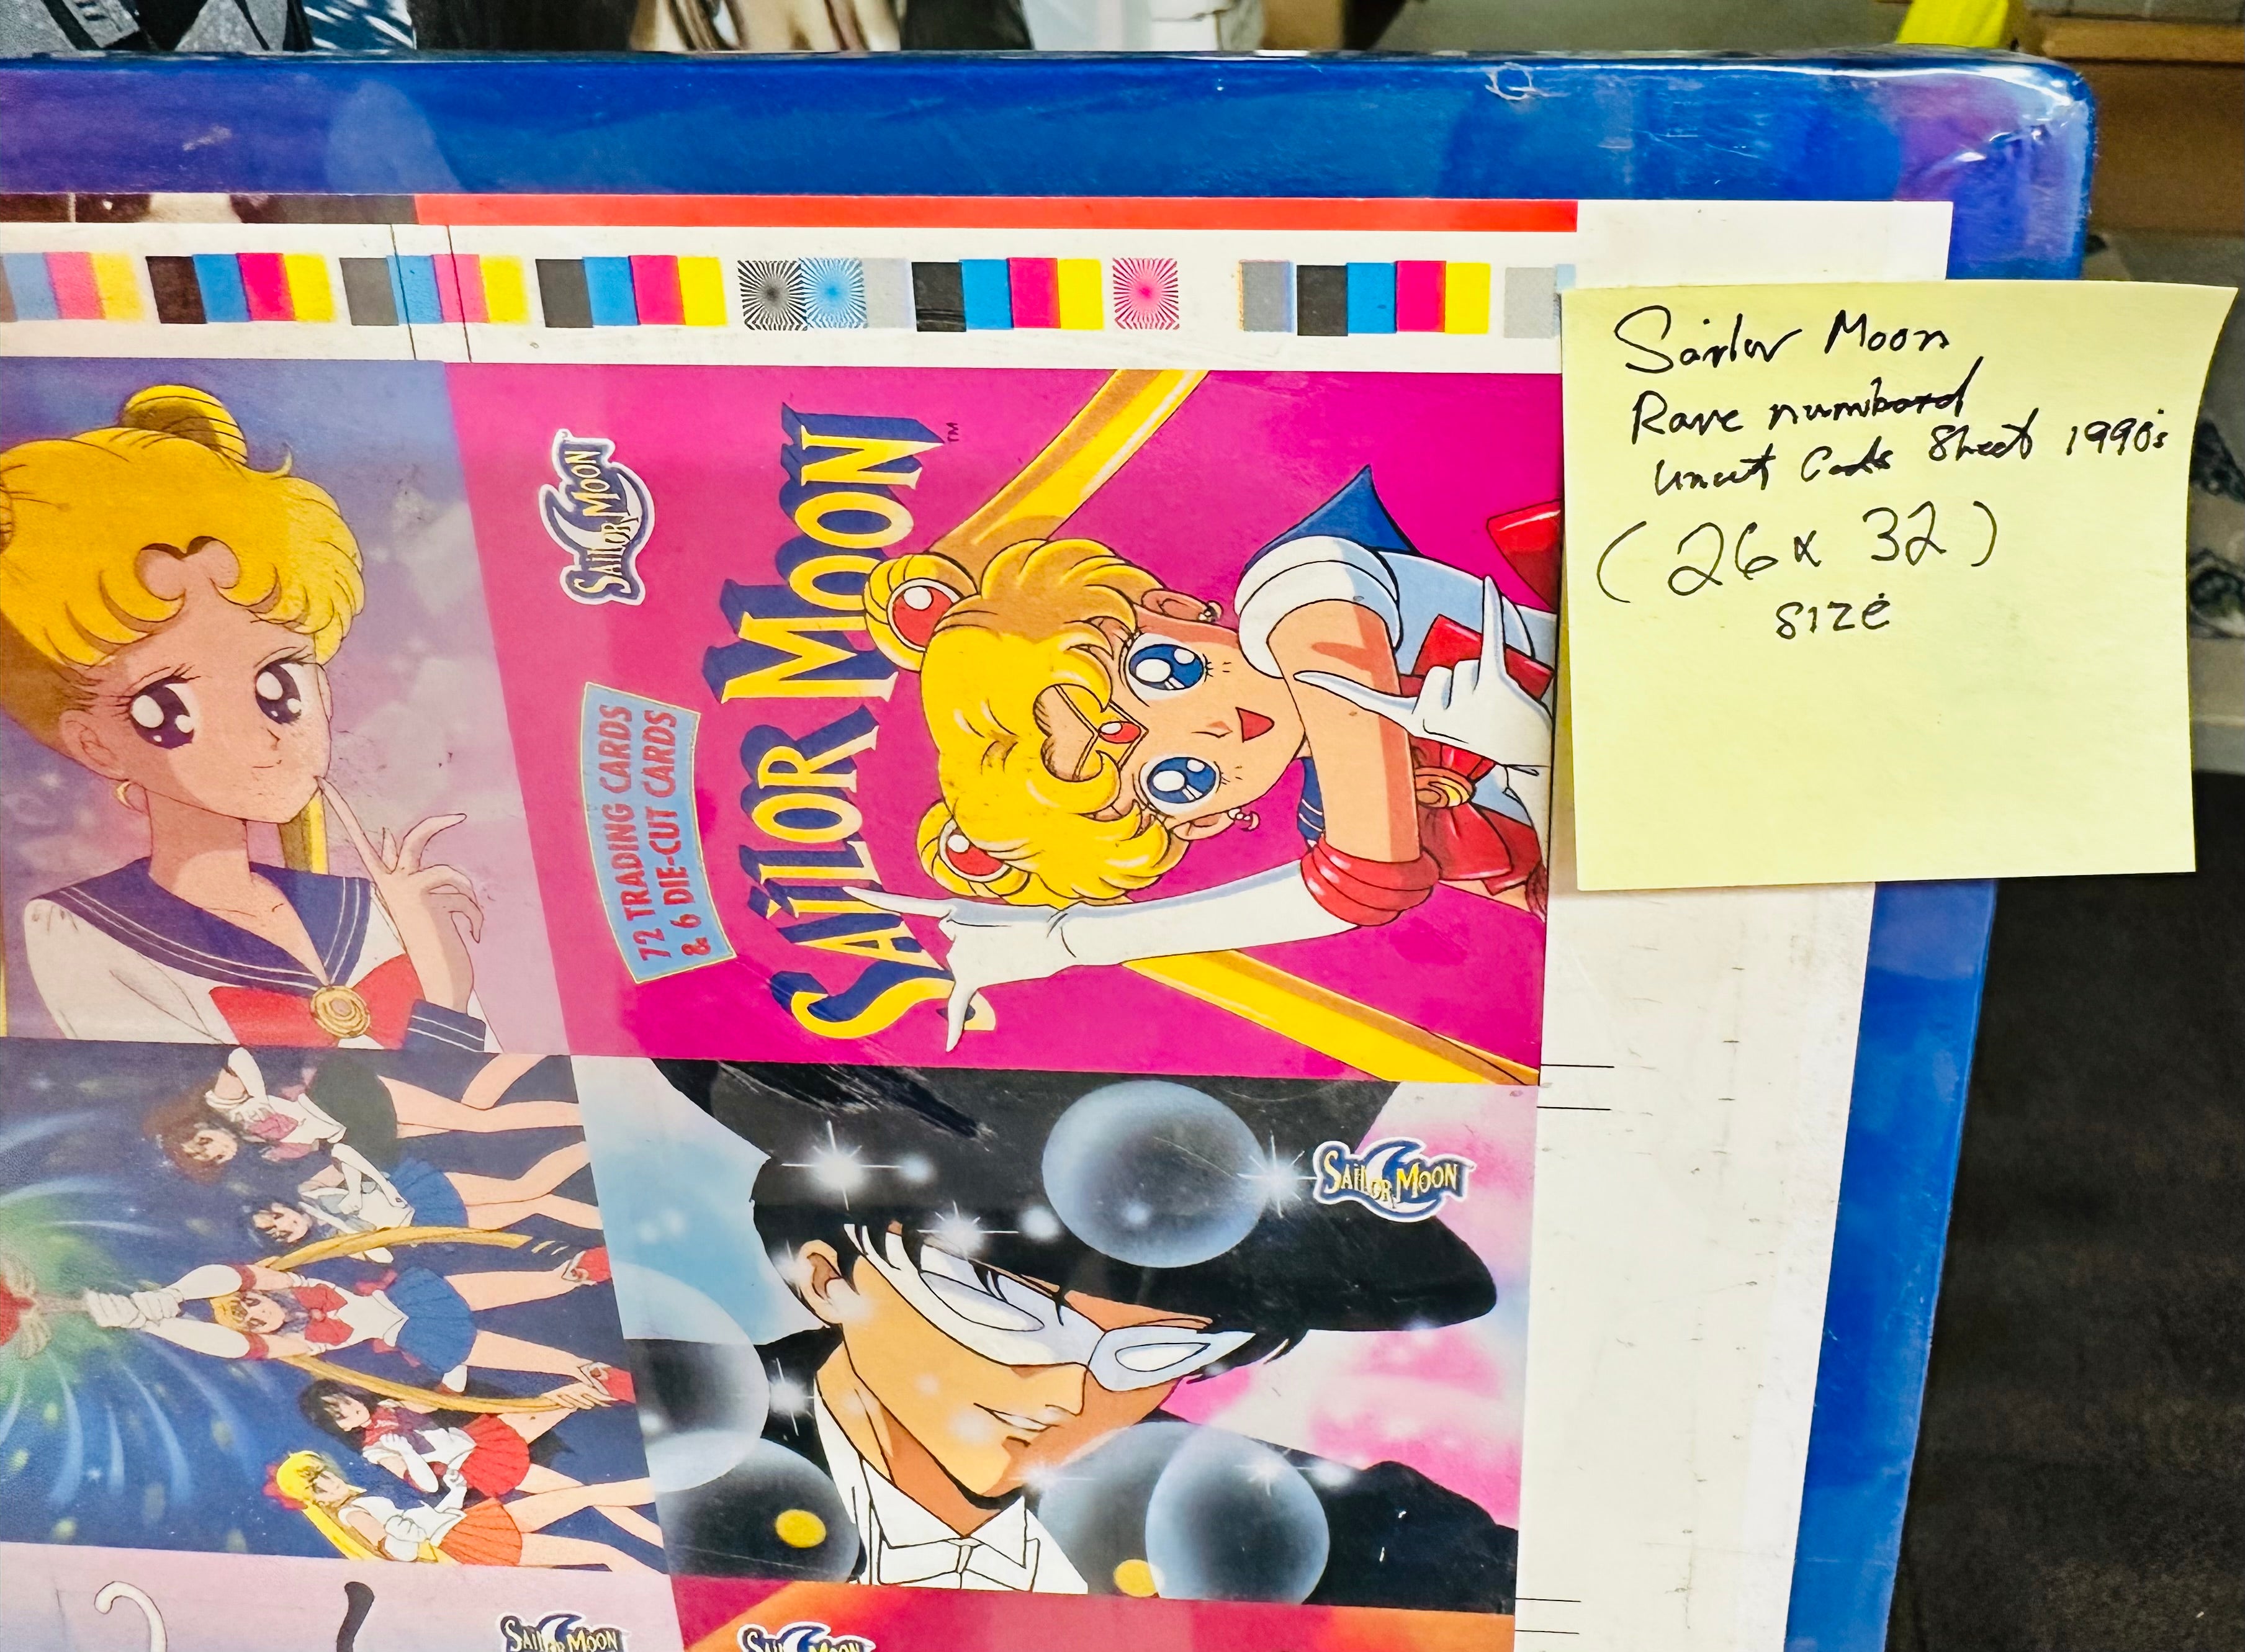 Sailor Moon
Rare numbered
uncut Cards Sheet 1990s
(26 x 32)
size
SAILOR MOON
72 TRADING CARDS
& 6 DIE-CUT CARDS
SAILOR MOON™
SAILOR MOON
SAILOR MOON
SAILOR MOON